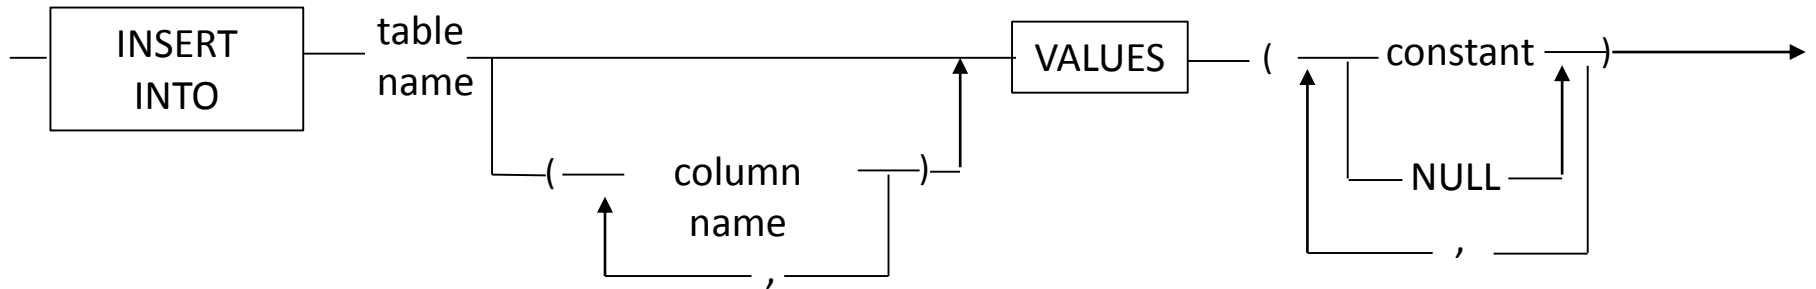 INSERT
INTO
table
name
VALUES
( constant )
( column )
name
,
NULL
,